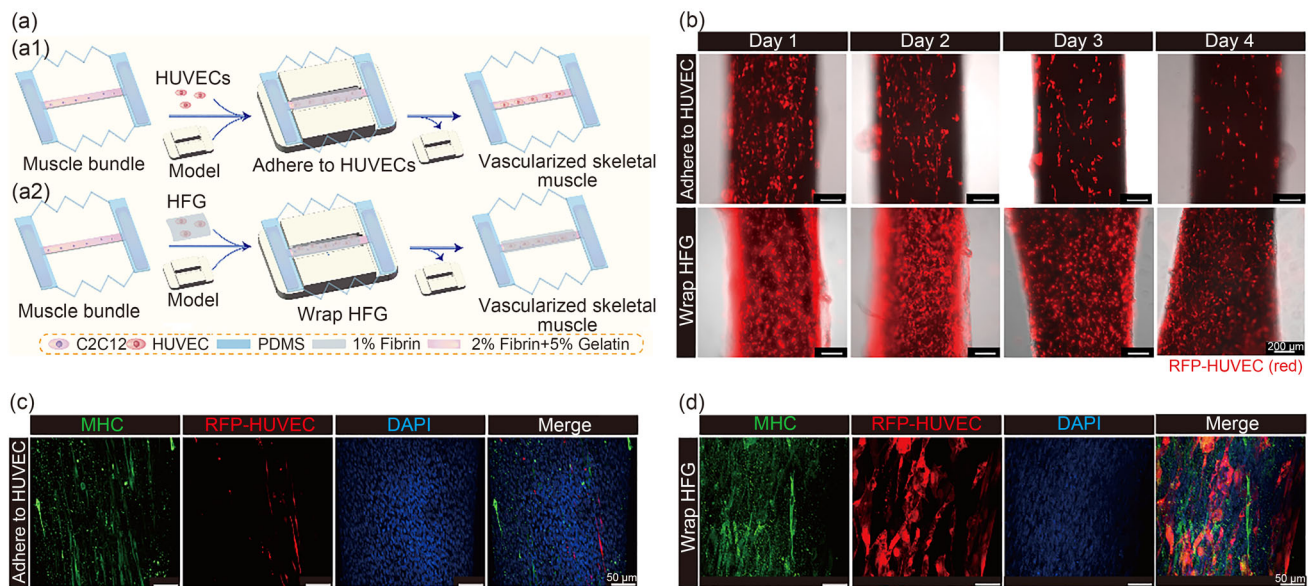 (a)
(a1)
HUVECs
Muscle bundle
Model
Adhere to HUVECs
Vascularized skeletal
muscle
(a2)
HFG
Muscle bundle
Model
Wrap HFG
Vascularized skeletal
muscle
C2C12 HUVEC PDMS 1% Fibrin 2% Fibrin+5% Gelatin
(b)
Day 1 Day 2 Day 3 Day 4
Adhere to HUVEC
Wrap HFG
200 μm
RFP-HUVEC (red)
(c)
MHC RFP-HUVEC DAPI Merge
Adhere to HUVEC
50 μm
(d)
MHC RFP-HUVEC DAPI Merge
Wrap HFG
50 μm